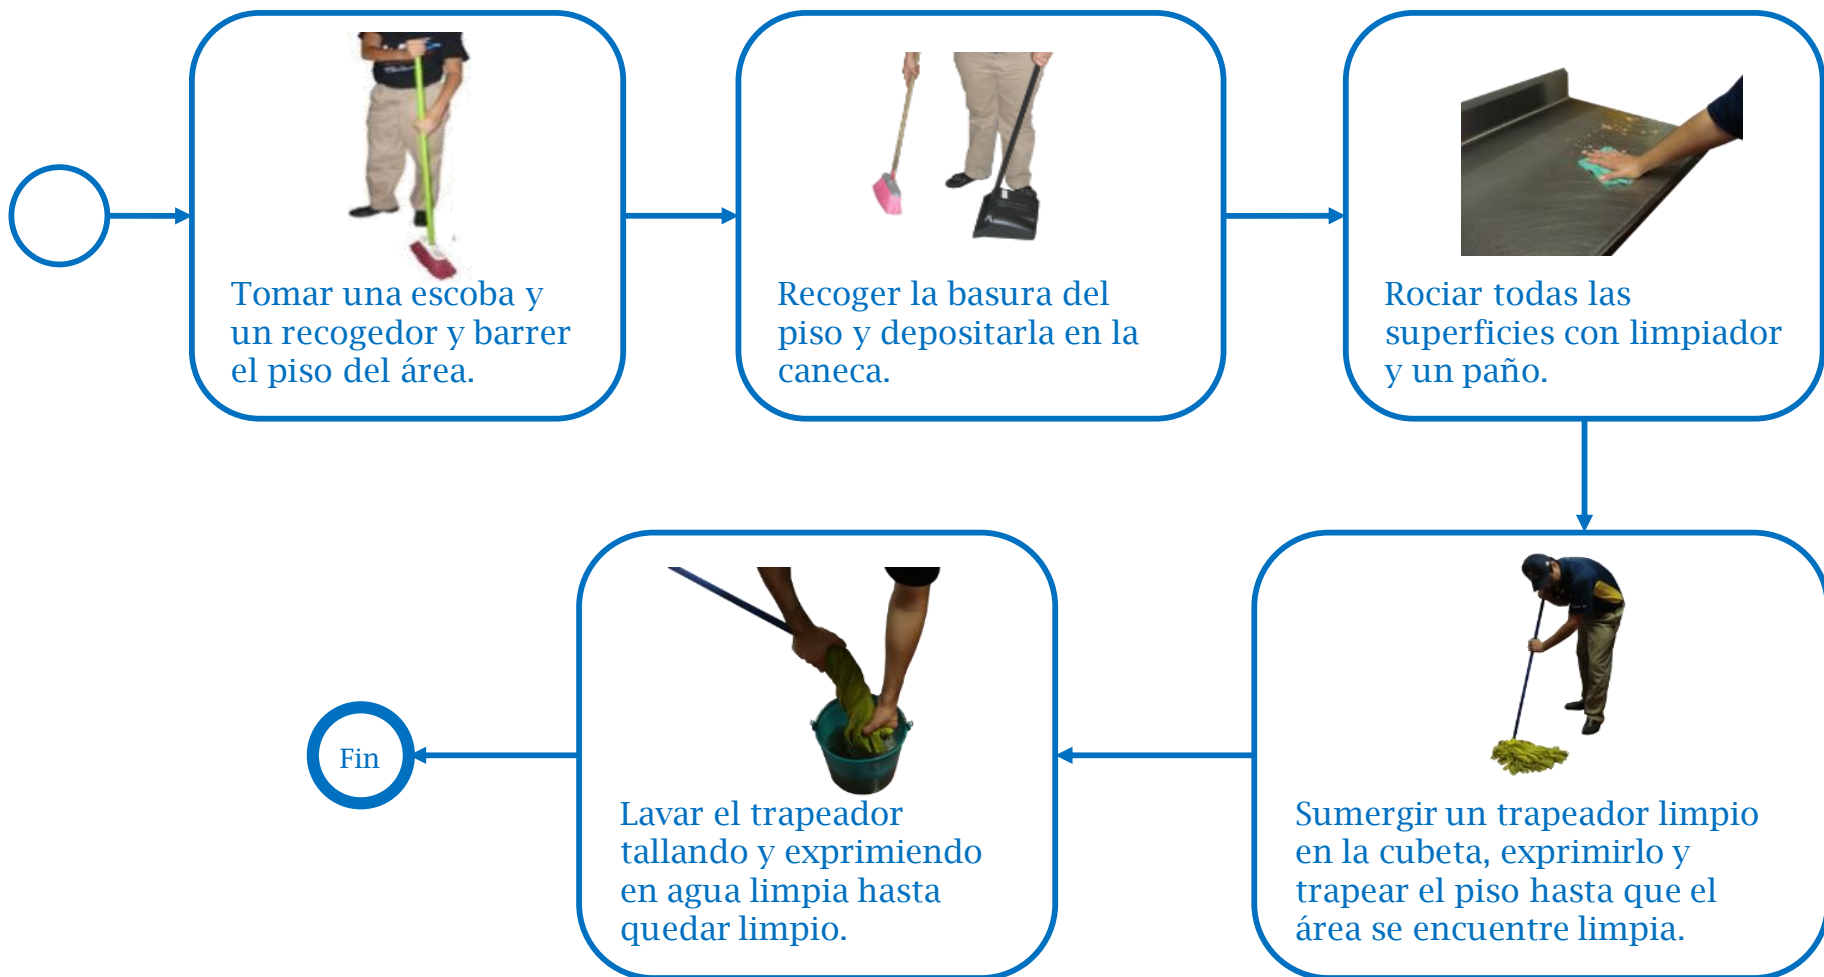 Tomar una escoba y
un recogedor y barrer
el piso del área.
Recoger la basura del
piso y depositarla en la
caneca.
Rociar todas las
superficies con limpiador
y un paño.
Sumergir un trapeador limpio
en la cubeta, exprimirlo y
trapear el piso hasta que el
área se encuentre limpia.
Lavar el trapeador
tallando y exprimiendo
en agua limpia hasta
quedar limpio.
Fin